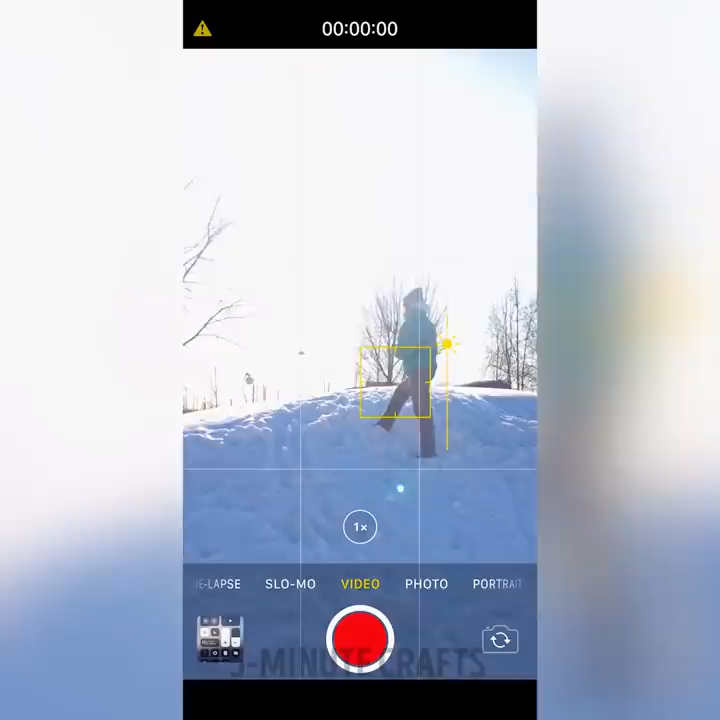 00:00:00
1×
E-LAPSE SLO-MO VIDEO PHOTO PORTRAIT
5-MINUTE CRAFTS